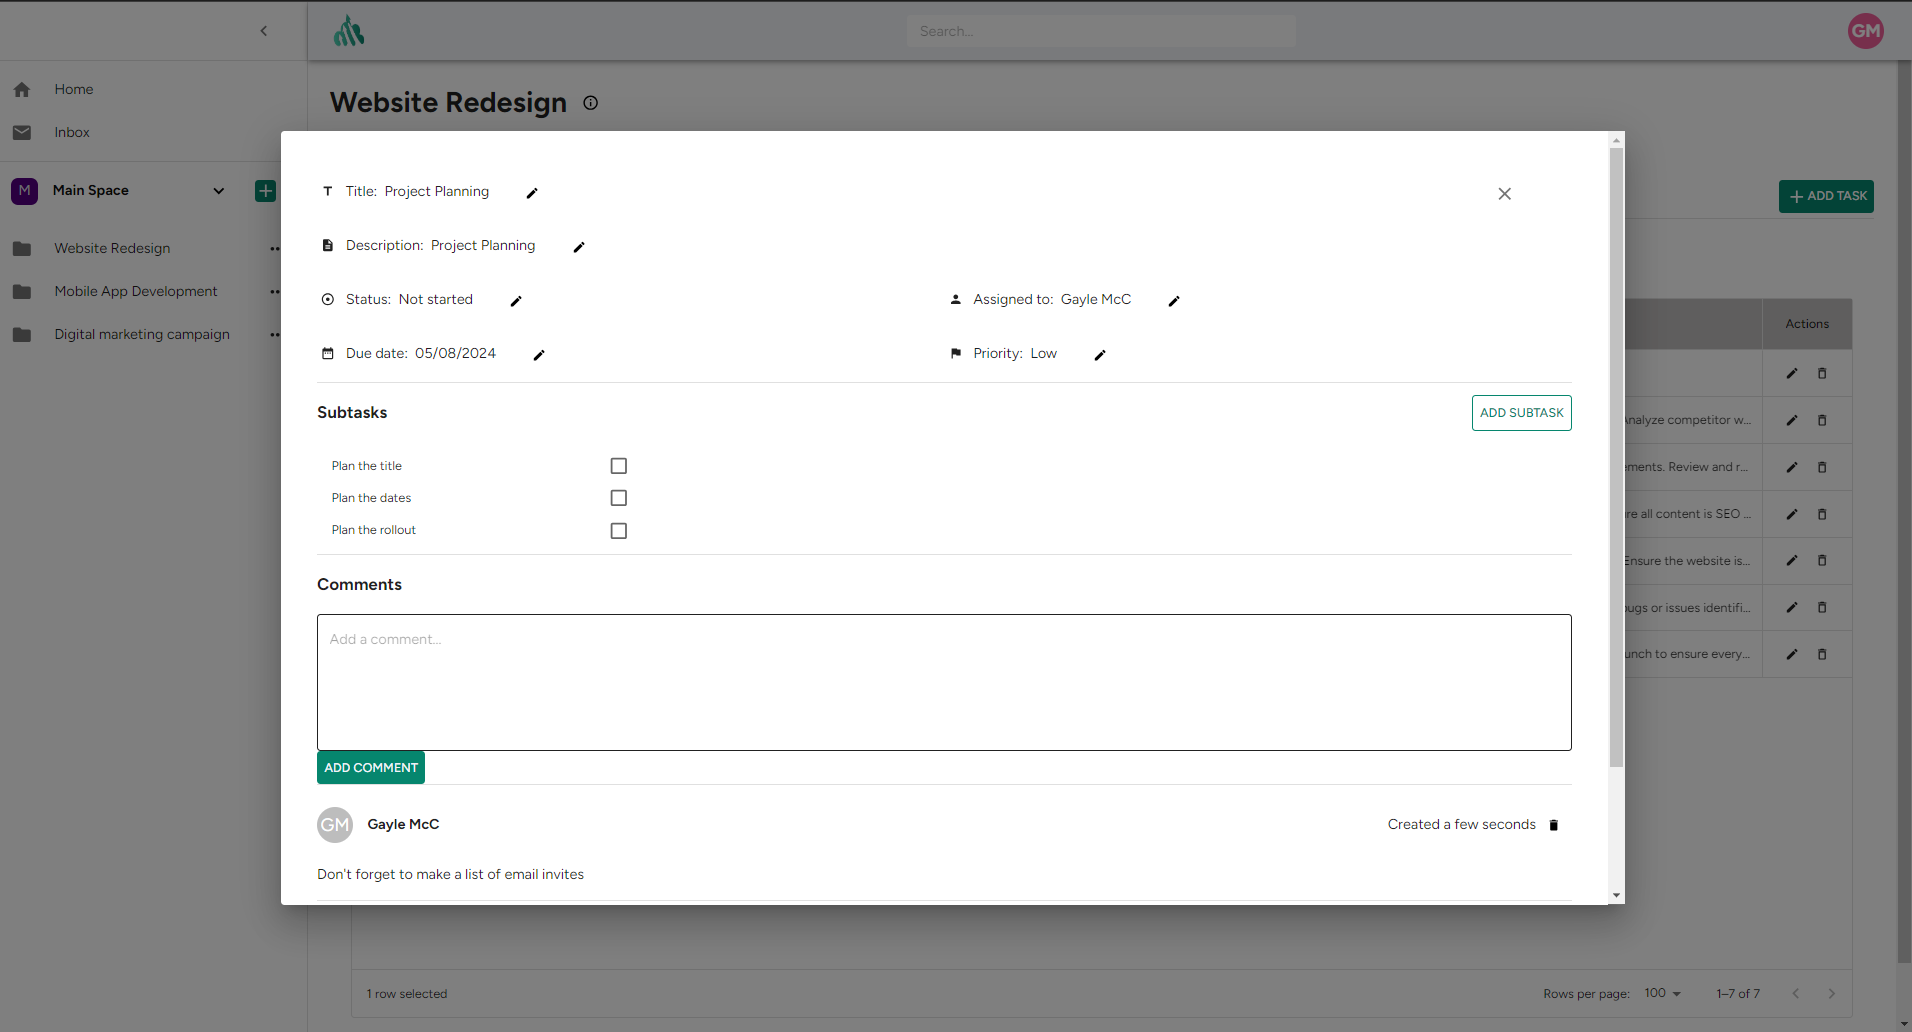 Search...
GM
Home
Website Redesign
Inbox
M Main Space
Title: Project Planning
ADD TASK
Description: Project Planning
Website Redesign
Mobile App Development
Status: Not started
Assigned to: Gayle McC
Actions
Digital marketing campaign
Due date: 05/08/2024
Priority: Low
Subtasks
ADD SUBTASK
Analyze competitor w...
Plan the title
ements. Review and r...
Plan the dates
re all content is SEO ...
Plan the rollout
Ensure the website is...
Comments
bugs or issues identifi...
Add a comment...
unch to ensure every...
ADD COMMENT
GM Gayle McC
Created a few seconds
Don't forget to make a list of email invites
1 row selected
Rows per page: 100
1–7 of 7